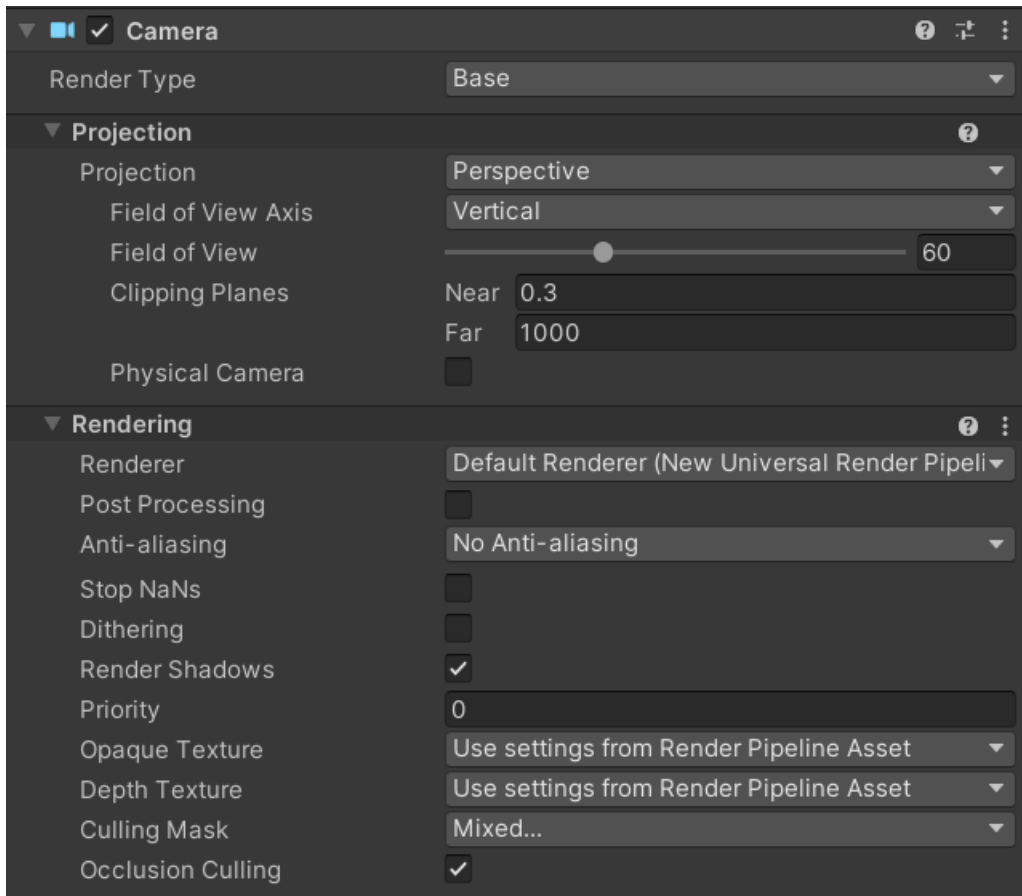 Camera
Render Type Base
Projection
Projection Perspective
Field of View Axis Vertical
Field of View 60
Clipping Planes Near 0.3
Far 1000
Physical Camera
Rendering
Renderer Default Renderer (New Universal Render Pipeli
Post Processing
Anti-aliasing No Anti-aliasing
Stop NaNs
Dithering
Render Shadows
Priority 0
Opaque Texture Use settings from Render Pipeline Asset
Depth Texture Use settings from Render Pipeline Asset
Culling Mask Mixed...
Occlusion Culling